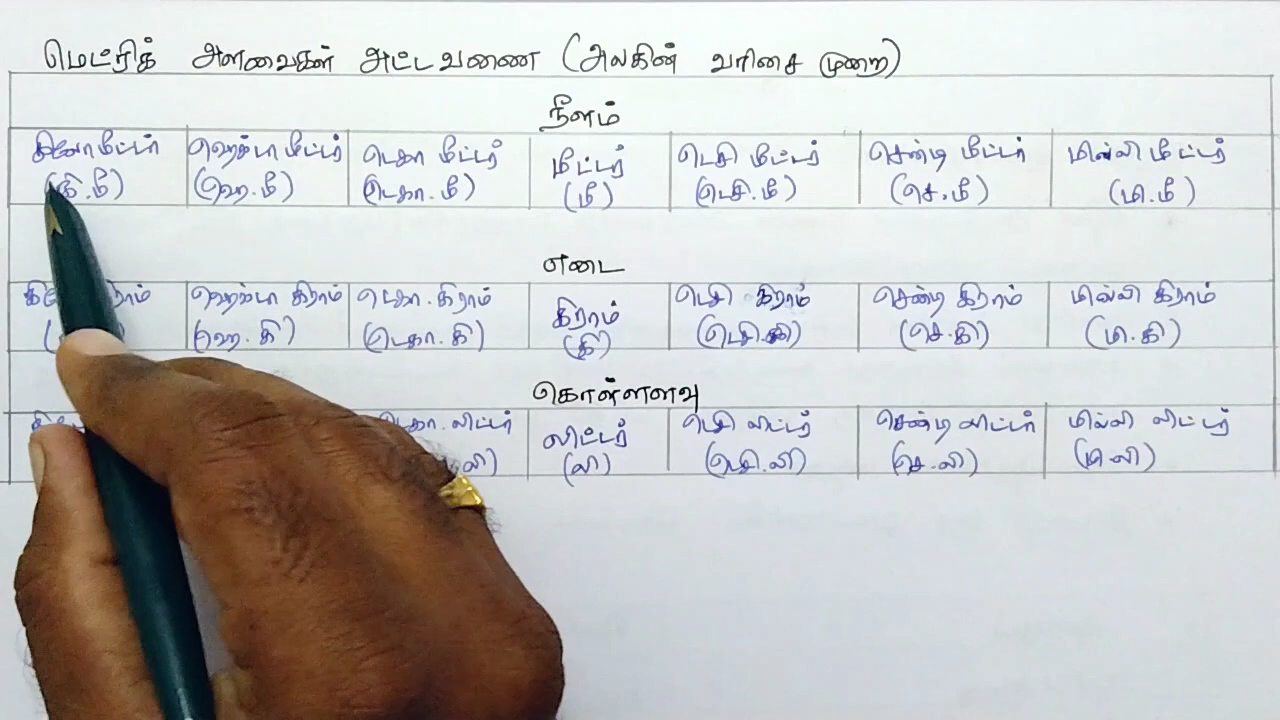 மெட்ரிக் அளவைகள் அட்டவணை (அலகின் வரிசை முறை)
நீளம்
கிலோமீட்டர் ஹெக்டாமீட்டர் டெகா மீட்டர் மீட்டர் டெசி மீட்டர் சென்டி மீட்டர் மில்லி மீட்டர்
(கி.மீ) (ஹெ.மீ) (டெகா.மீ) (மீ) (டெசி.மீ) (செ.மீ) (மி.மீ)
எடை
ஹெக்டா கிராம் டெகா.கிராம் கிராம் டெசி கிராம் சென்டி கிராம் மில்லி கிராம்
(ஹெ.கி) (டெகா.கி) (கி) (டெசி.கி) (செ.கி) (மி.கி)
கொள்ளளவு
லிட்டர் லிட்டர் டெசி லிட்டர் சென்டி லிட்டர் மில்லி லிட்டர்
லி) (லி) (டெசி.லி) (செ.லி) (மி.லி)